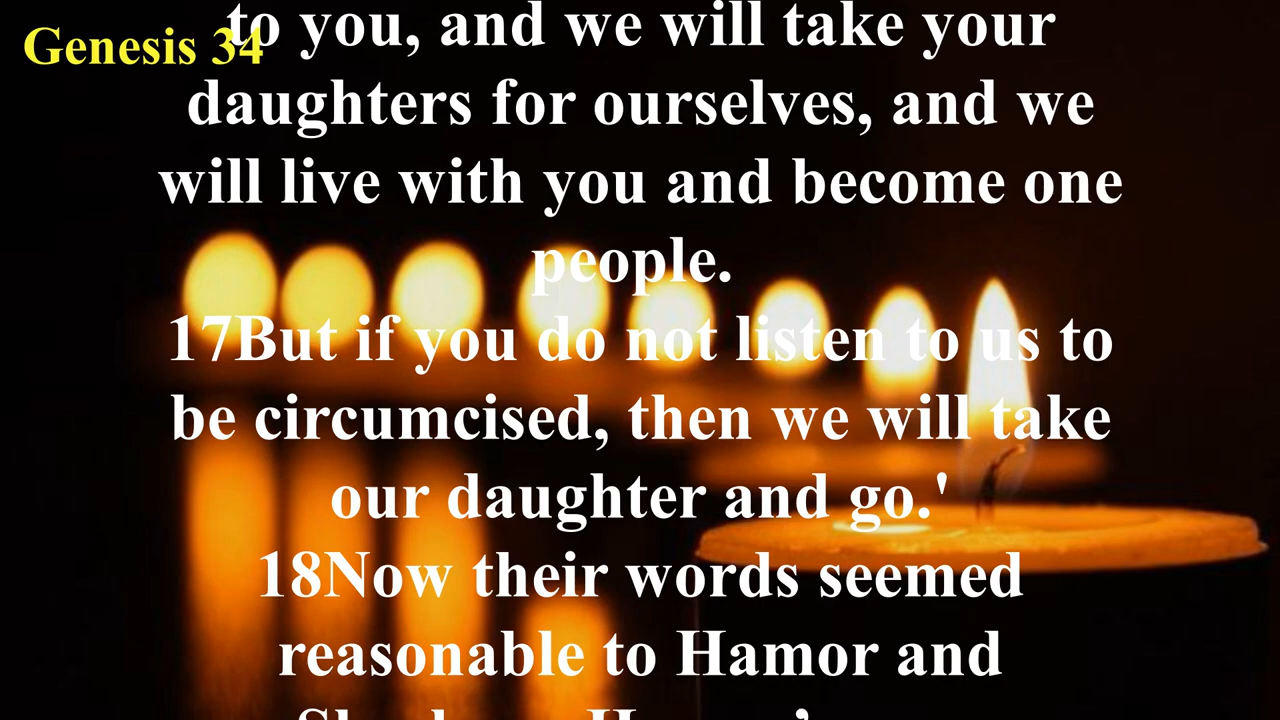 Genesis 34
to you, and we will take your
daughters for ourselves, and we
will live with you and become one
people.
17But if you do not listen to us to
be circumcised, then we will take
our daughter and go.'
18Now their words seemed
reasonable to Hamor and